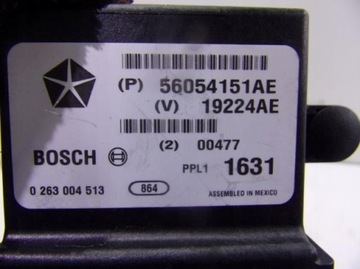 (P) 56054151AE
(V) 19224AE
(2) 00477
BOSCH PPL1 1631
0 263 004 513 864 ASSEMBLED IN MEXICO